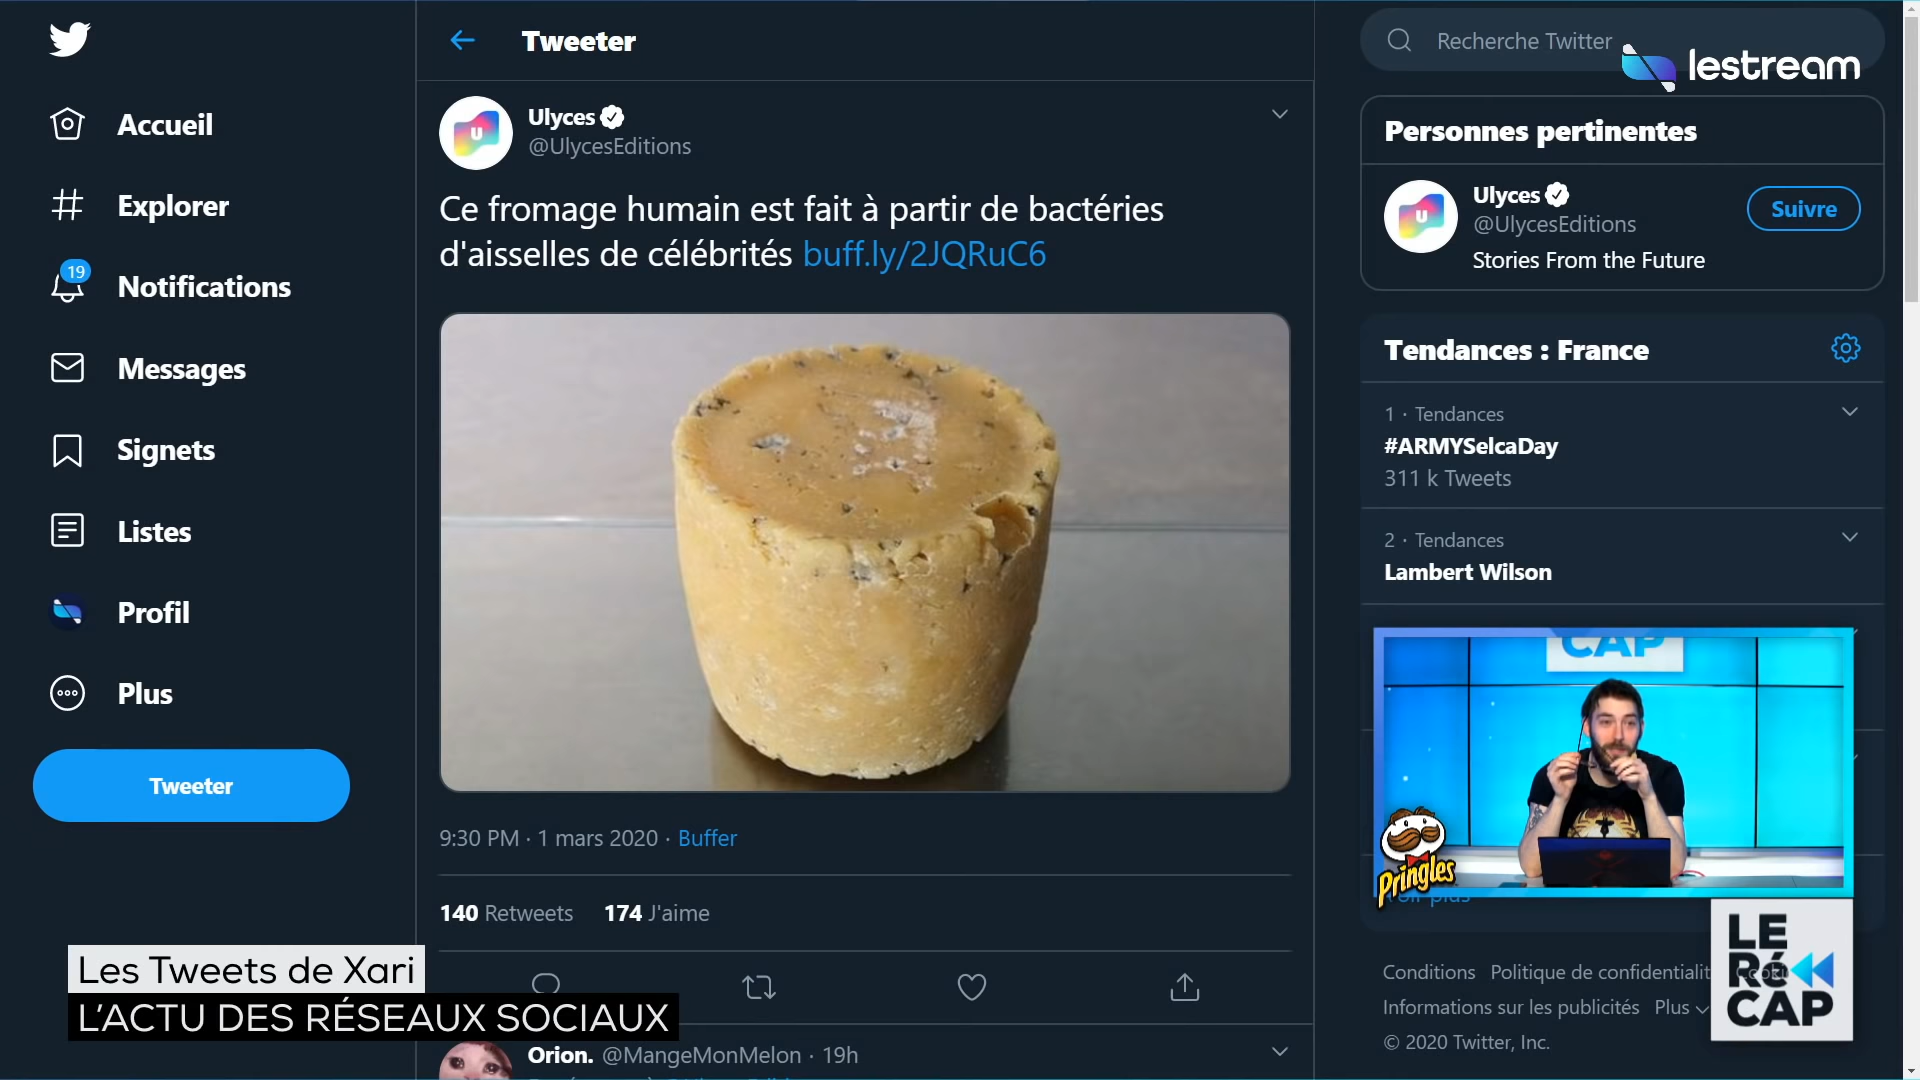 Accueil
Explorer
19
Notifications
Messages
Signets
Listes
Profil
Plus
Tweeter
Tweeter
Ulyces
@UlycesEditions
U
Ce fromage humain est fait à partir de bactéries
d'aisselles de célébrités buff.ly/2JQRuC6
9:30 PM · 1 mars 2020 · Buffer
140 Retweets 174 J'aime
Orion. @MangeMonMelon · 19h
Recherche Twitter
lestream
Personnes pertinentes
U
Ulyces
@UlycesEditions
Suivre
Stories From the Future
Tendances : France
1 · Tendances
#ARMYSelcaDay
311 k Tweets
2 · Tendances
Lambert Wilson
CAP
Pringles
Conditions Politique de confidentialit
Informations sur les publicités Plus
© 2020 Twitter, Inc.
LE
Ré
CAP
Les Tweets de Xari
L'ACTU DES RÉSEAUX SOCIAUX